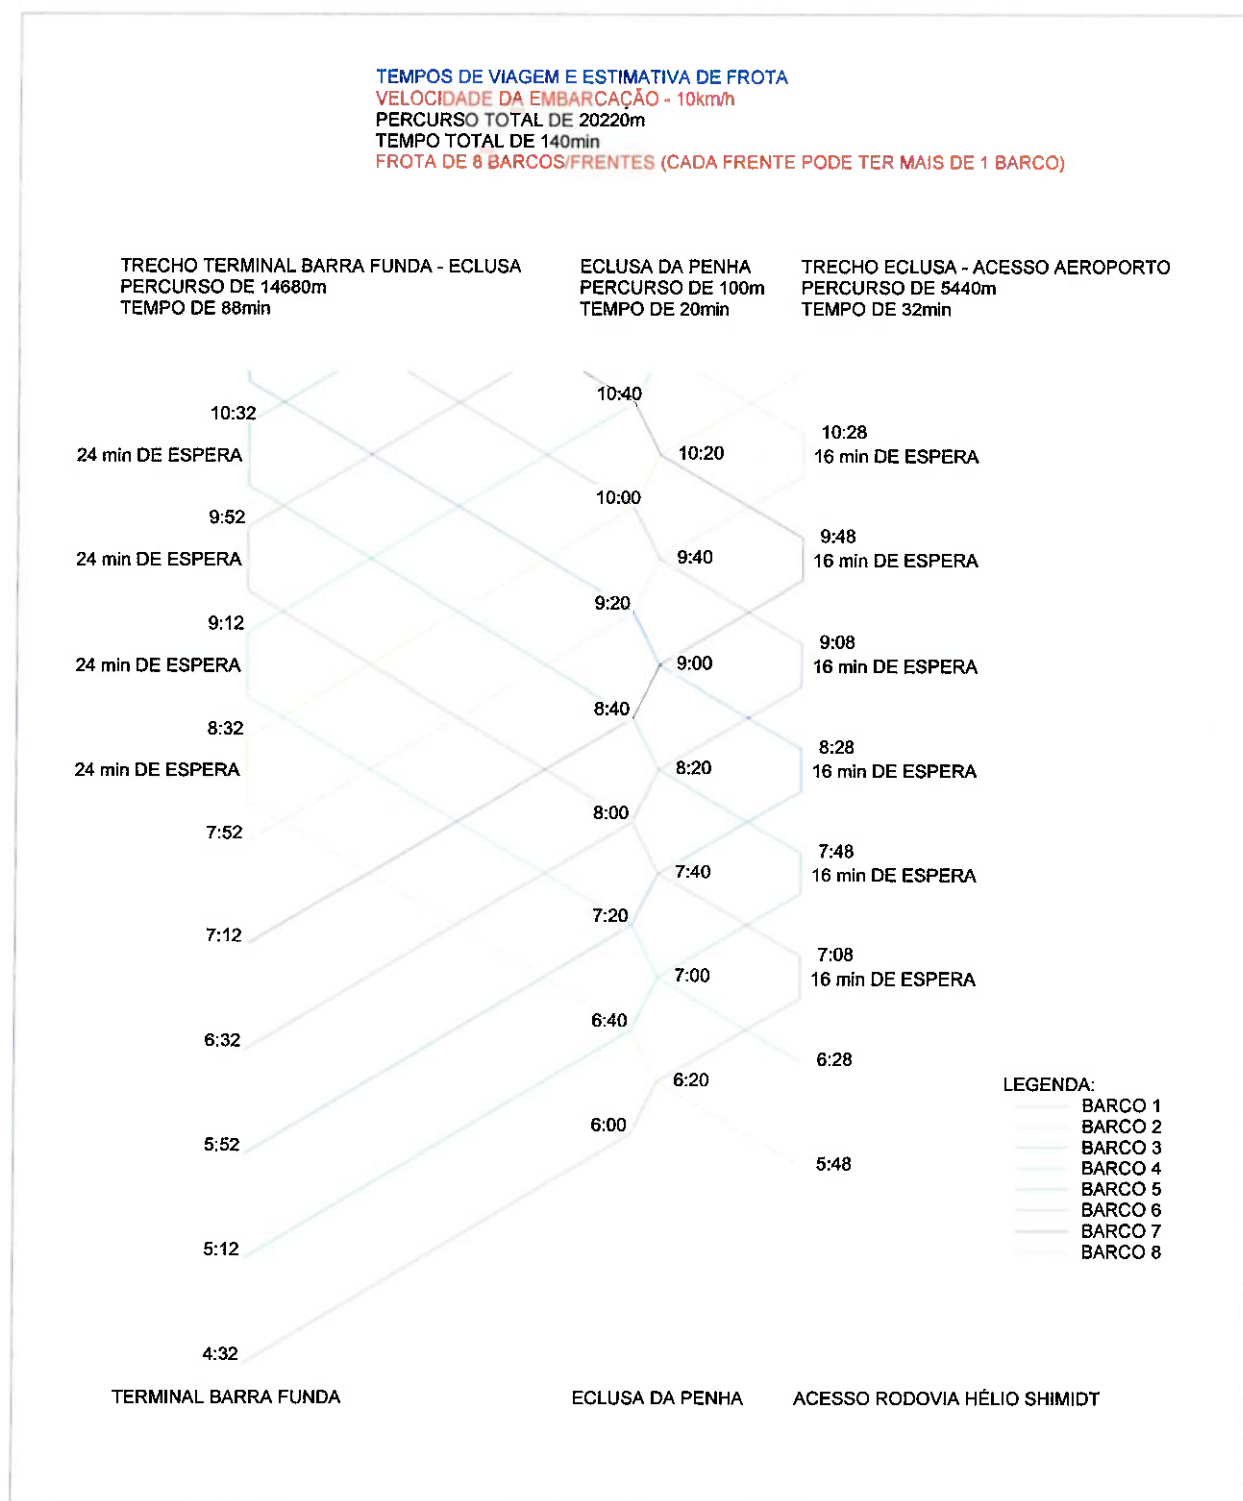 TEMPOS DE VIAGEM E ESTIMATIVA DE FROTA
VELOCIDADE DA EMBARCAÇÃO - 10km/h
PERCURSO TOTAL DE 20220m
TEMPO TOTAL DE 140min
FROTA DE 8 BARCOS/FRENTES (CADA FRENTE PODE TER MAIS DE 1 BARCO)
TRECHO TERMINAL BARRA FUNDA - ECLUSA
PERCURSO DE 14680m
TEMPO DE 88min
ECLUSA DA PENHA
PERCURSO DE 100m
TEMPO DE 20min
TRECHO ECLUSA - ACESSO AEROPORTO
PERCURSO DE 5440m
TEMPO DE 32min
10:32
24 min DE ESPERA
9:52
24 min DE ESPERA
9:12
24 min DE ESPERA
8:32
24 min DE ESPERA
7:52
7:12
6:32
5:52
5:12
4:32
10:40
10:20
10:00
9:40
9:20
9:00
8:40
8:20
8:00
7:40
7:20
7:00
6:40
6:20
6:00
10:28
16 min DE ESPERA
9:48
16 min DE ESPERA
9:08
16 min DE ESPERA
8:28
16 min DE ESPERA
7:48
16 min DE ESPERA
7:08
16 min DE ESPERA
6:28
5:48
LEGENDA:
BARCO 1
BARCO 2
BARCO 3
BARCO 4
BARCO 5
BARCO 6
BARCO 7
BARCO 8
TERMINAL BARRA FUNDA
ECLUSA DA PENHA
ACESSO RODOVIA HÉLIO SHIMIDT